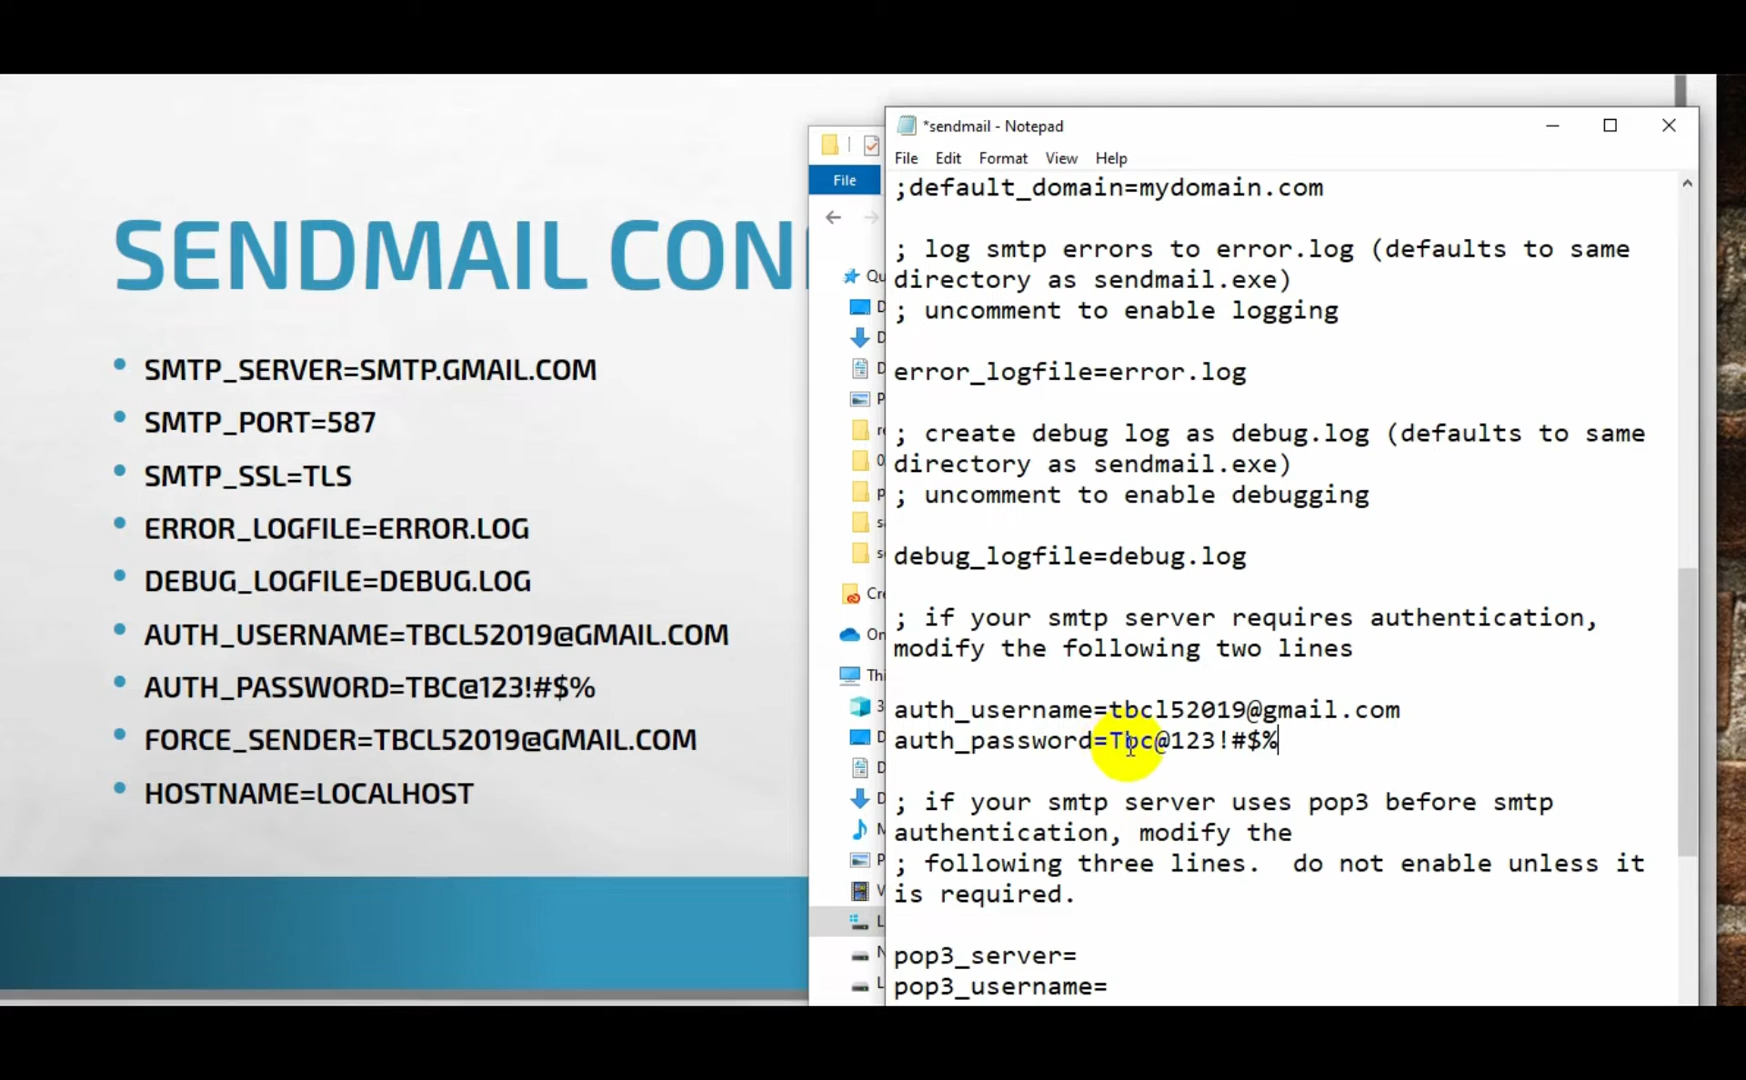 SENDMAIL CON
SMTP_SERVER=SMTP.GMAIL.COM
SMTP_PORT=587
SMTP_SSL=TLS
ERROR_LOGFILE=ERROR.LOG
DEBUG_LOGFILE=DEBUG.LOG
AUTH_USERNAME=TBCL52019@GMAIL.COM
AUTH_PASSWORD=TBC@123!#$%
FORCE_SENDER=TBCL52019@GMAIL.COM
HOSTNAME=LOCALHOST
File
*sendmail - Notepad
File Edit Format View Help
;default_domain=mydomain.com
; log smtp errors to error.log (defaults to same
directory as sendmail.exe)
; uncomment to enable logging
error_logfile=error.log
; create debug log as debug.log (defaults to same
directory as sendmail.exe)
; uncomment to enable debugging
debug_logfile=debug.log
; if your smtp server requires authentication,
modify the following two lines
auth_username=tbcl52019@gmail.com
auth_password=Tbc@123!#$%
; if your smtp server uses pop3 before smtp
authentication, modify the
; following three lines.  do not enable unless it
is required.
pop3_server=
pop3_username=